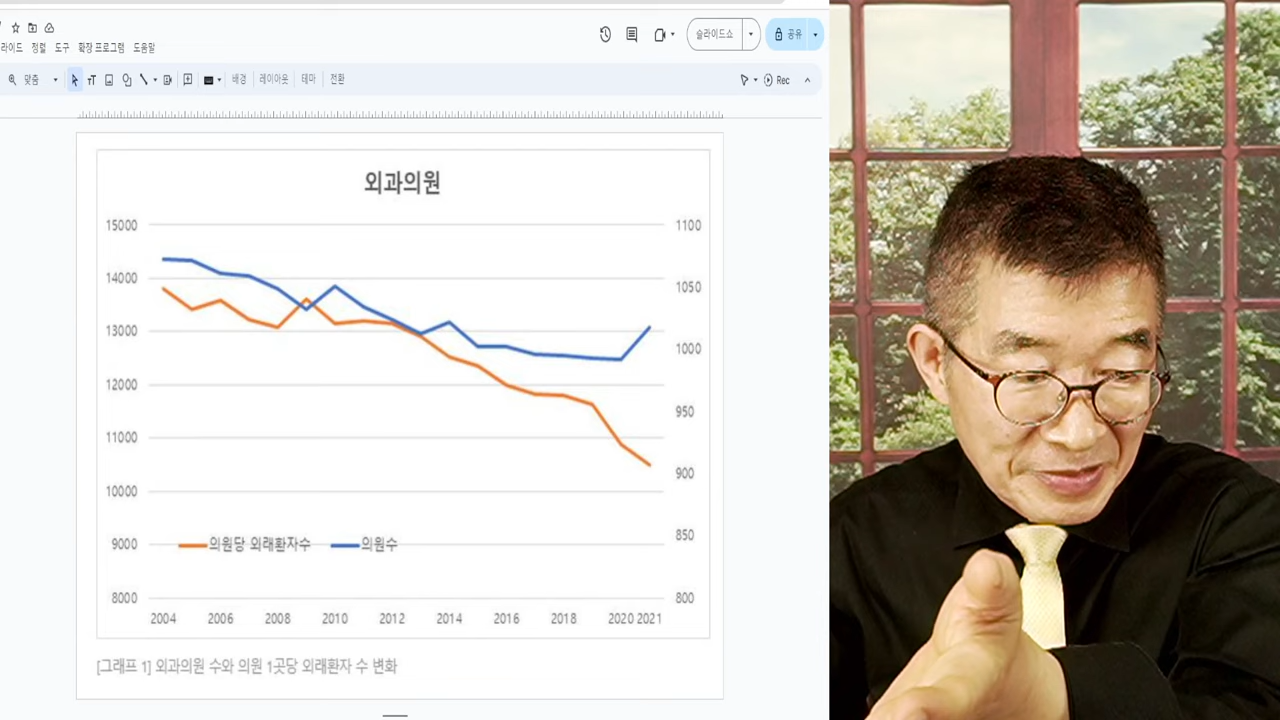 라이드 정렬 도구 확장 프로그램 도움말
슬라이드쇼
공유
맞춤
배경
레이아웃
테마
전환
Rec
외과의원
15000
14000
13000
12000
11000
10000
9000
8000
1100
1050
1000
950
900
850
800
의원당 외래환자수 의원수
2004 2006 2008 2010 2012 2014 2016 2018 2020 2021
[그래프 1] 외과의원 수와 의원 1곳당 외래환자 수 변화